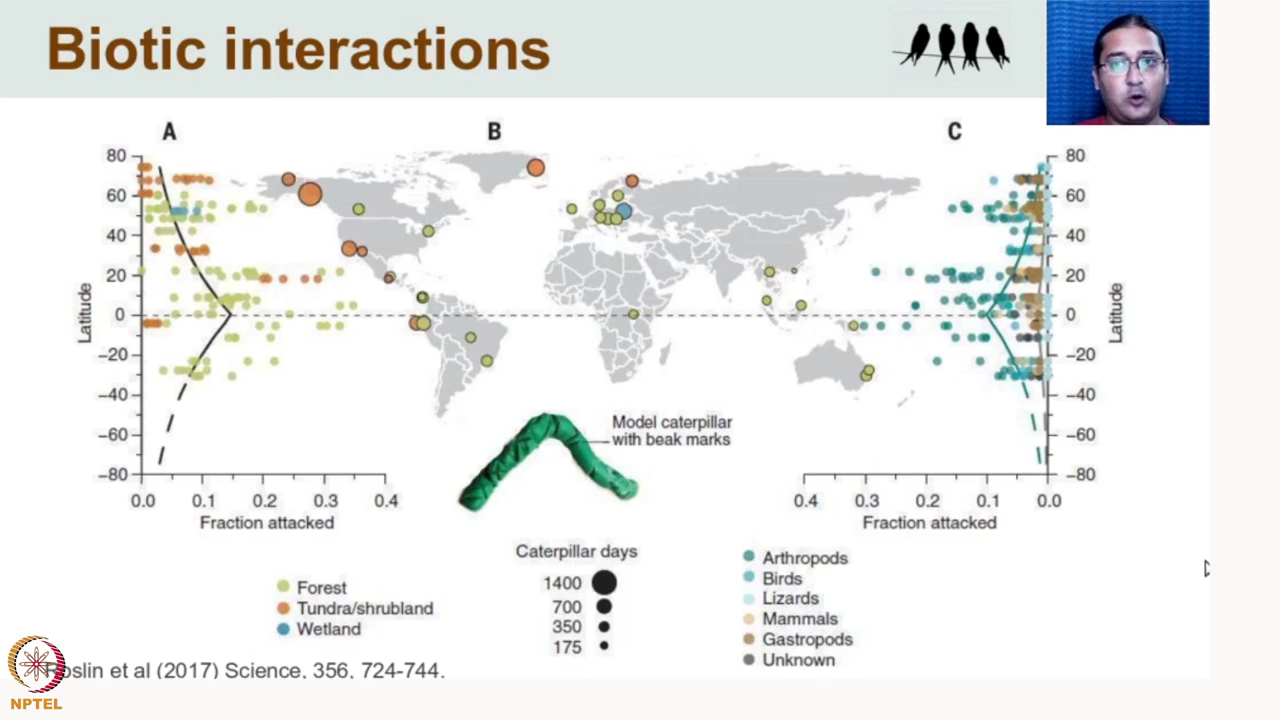 Biotic interactions
A
B
C
80
60
40
20
0
−20
−40
−60
−80
Latitude
0.0 0.1 0.2 0.3 0.4
Fraction attacked
Model caterpillar
with beak marks
80
60
40
20
0
−20
−40
−60
−80
Latitude
0.4 0.3 0.2 0.1 0.0
Fraction attacked
Caterpillar days
1400
700
350
175
Forest
Tundra/shrubland
Wetland
Arthropods
Birds
Lizards
Mammals
Gastropods
Unknown
Roslin et al (2017) Science, 356, 724-744.
NPTEL